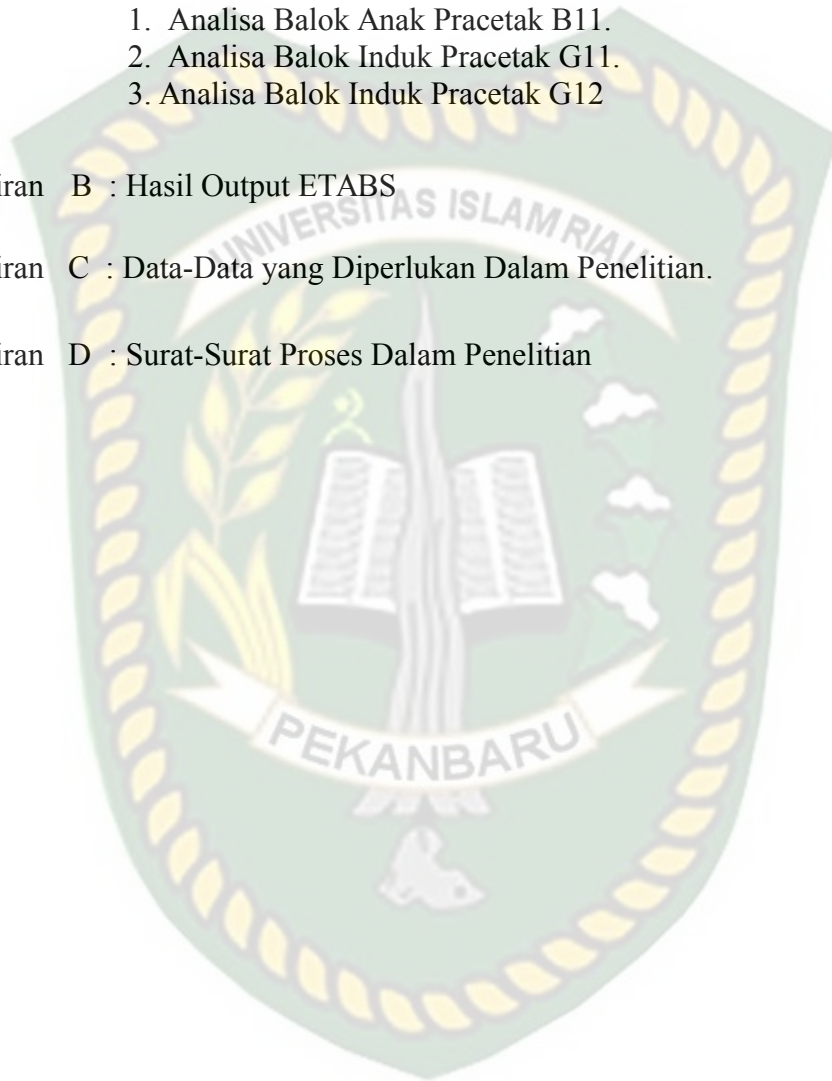 1. Analisa Balok Anak Pracetak B11.
2. Analisa Balok Induk Pracetak G11.
3. Analisa Balok Induk Pracetak G12
iran B : Hasil Output ETABS
UNIVERSITAS ISLAM RIAU
iran C : Data-Data yang Diperlukan Dalam Penelitian.
iran D : Surat-Surat Proses Dalam Penelitian
PEKANBARU